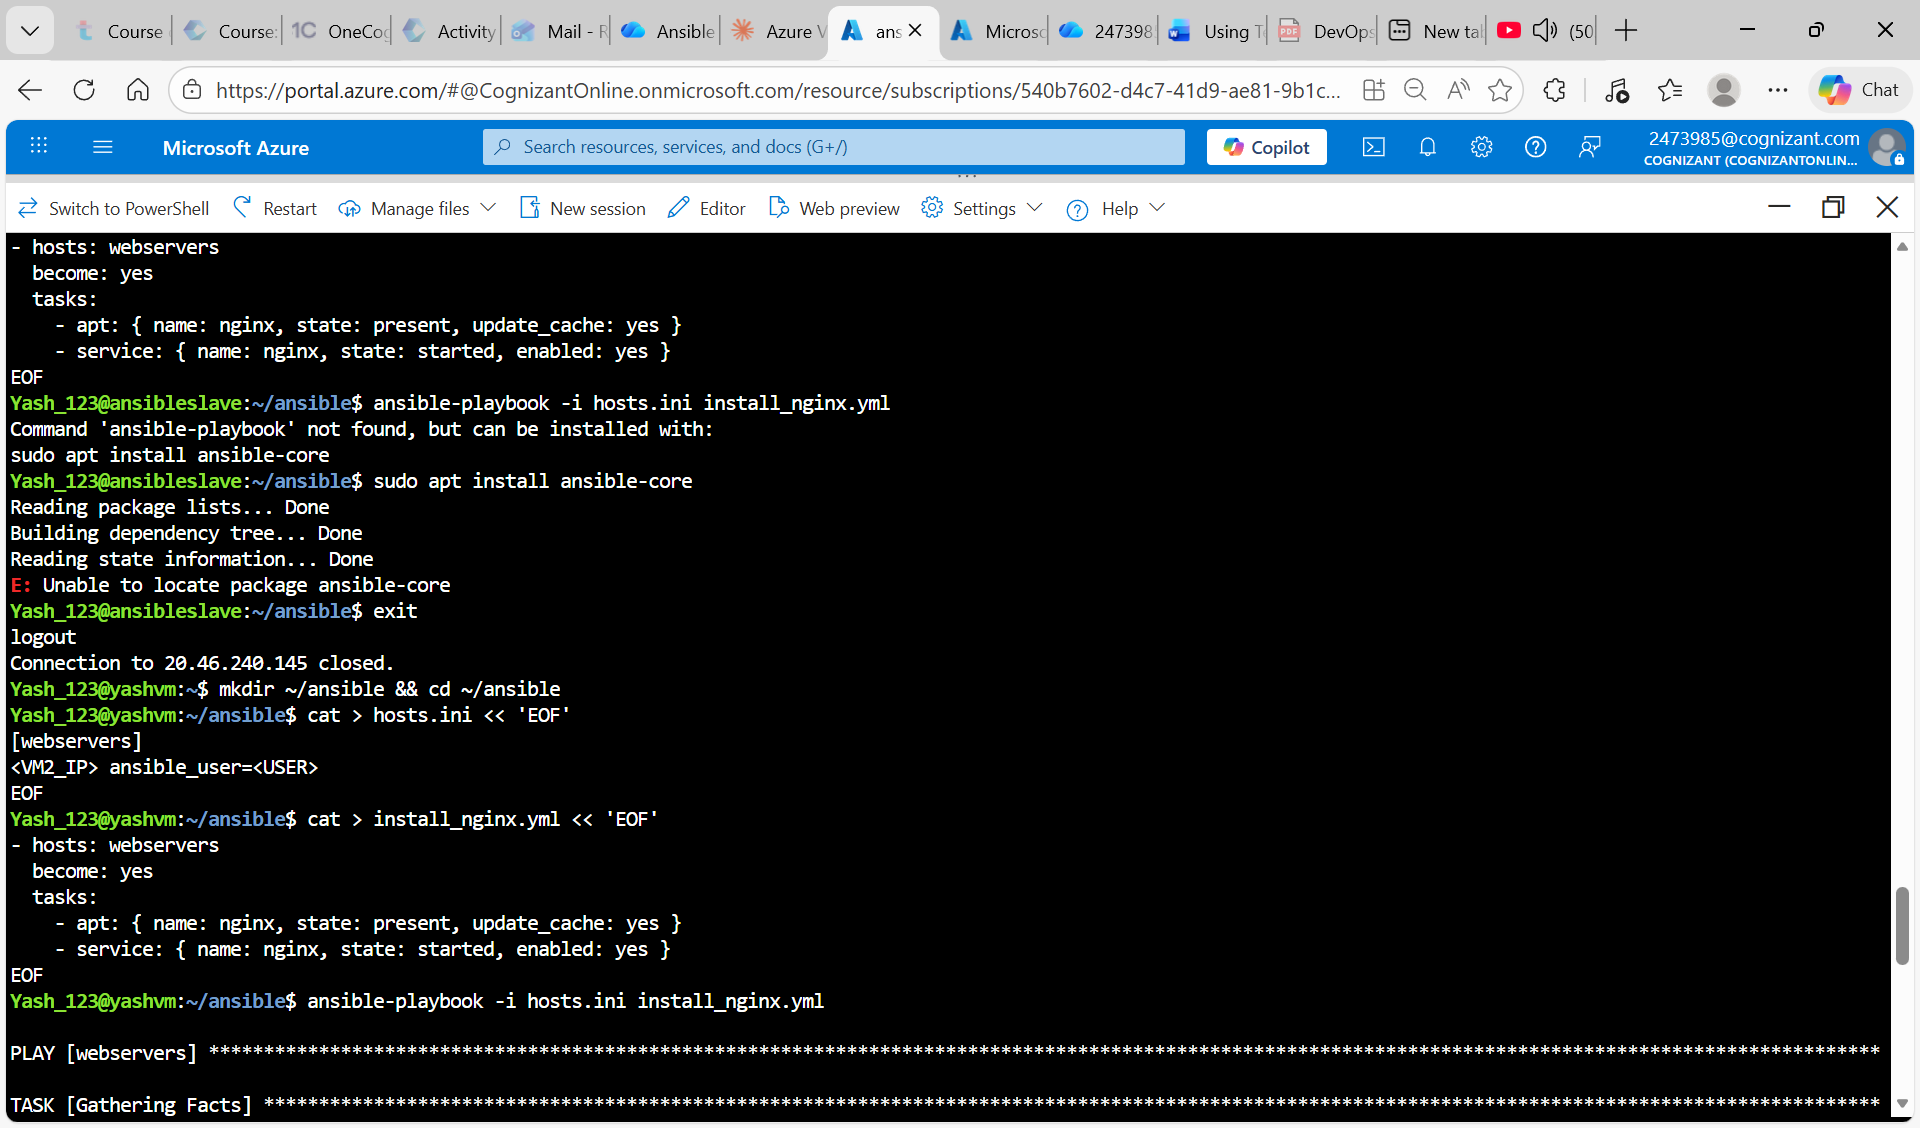 Course
Course:
OneCog
Activity
Mail - R
Ansible
Azure V
ans
Microso
247398
Using Te
DevOps
New tab
(50
https://portal.azure.com/#@CognizantOnline.onmicrosoft.com/resource/subscriptions/540b7602-d4c7-41d9-ae81-9b1c...
Chat
Microsoft Azure
Search resources, services, and docs (G+/)
Copilot
2473985@cognizant.com
COGNIZANT (COGNIZANTONLIN...
Switch to PowerShell
Restart
Manage files
New session
Editor
Web preview
Settings
Help
- hosts: webservers
  become: yes
  tasks:
    - apt: { name: nginx, state: present, update_cache: yes }
    - service: { name: nginx, state: started, enabled: yes }
EOF
Yash_123@ansibleslave:~/ansible$ ansible-playbook -i hosts.ini install_nginx.yml
Command 'ansible-playbook' not found, but can be installed with:
sudo apt install ansible-core
Yash_123@ansibleslave:~/ansible$ sudo apt install ansible-core
Reading package lists... Done
Building dependency tree... Done
Reading state information... Done
E: Unable to locate package ansible-core
Yash_123@ansibleslave:~/ansible$ exit
logout
Connection to 20.46.240.145 closed.
Yash_123@yashvm:~$ mkdir ~/ansible && cd ~/ansible
Yash_123@yashvm:~/ansible$ cat > hosts.ini << 'EOF'
[webservers]
<VM2_IP> ansible_user=<USER>
EOF
Yash_123@yashvm:~/ansible$ cat > install_nginx.yml << 'EOF'
- hosts: webservers
  become: yes
  tasks:
    - apt: { name: nginx, state: present, update_cache: yes }
    - service: { name: nginx, state: started, enabled: yes }
EOF
Yash_123@yashvm:~/ansible$ ansible-playbook -i hosts.ini install_nginx.yml
PLAY [webservers] ********************************************************************************************************************************************************
TASK [Gathering Facts] ***************************************************************************************************************************************************